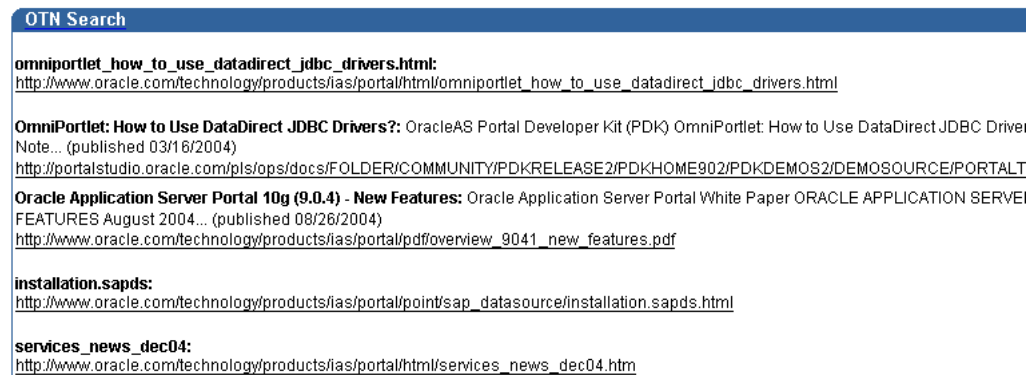 OTN Search
omniportlet_how_to_use_datadirect_jdbc_drivers.html:
http://www.oracle.com/technology/products/ias/portal/html/omniportlet_how_to_use_datadirect_jdbc_drivers.html
OmniPortlet: How to Use DataDirect JDBC Drivers?: OracleAS Portal Developer Kit (PDK) OmniPortlet: How to Use DataDirect JDBC Driver
Note... (published 03/16/2004)
http://portalstudio.oracle.com/pls/ops/docs/FOLDER/COMMUNITY/PDKRELEASE2/PDKHOME902/PDKDEMOS2/DEMOSOURCE/PORTALT
Oracle Application Server Portal 10g (9.0.4) - New Features: Oracle Application Server Portal White Paper ORACLE APPLICATION SERVER
FEATURES August 2004... (published 08/26/2004)
http://www.oracle.com/technology/products/ias/portal/pdf/overview_9041_new_features.pdf
installation.sapds:
http://www.oracle.com/technology/products/ias/portal/point/sap_datasource/installation.sapds.html
services_news_dec04:
http://www.oracle.com/technology/products/ias/portal/html/services_news_dec04.htm